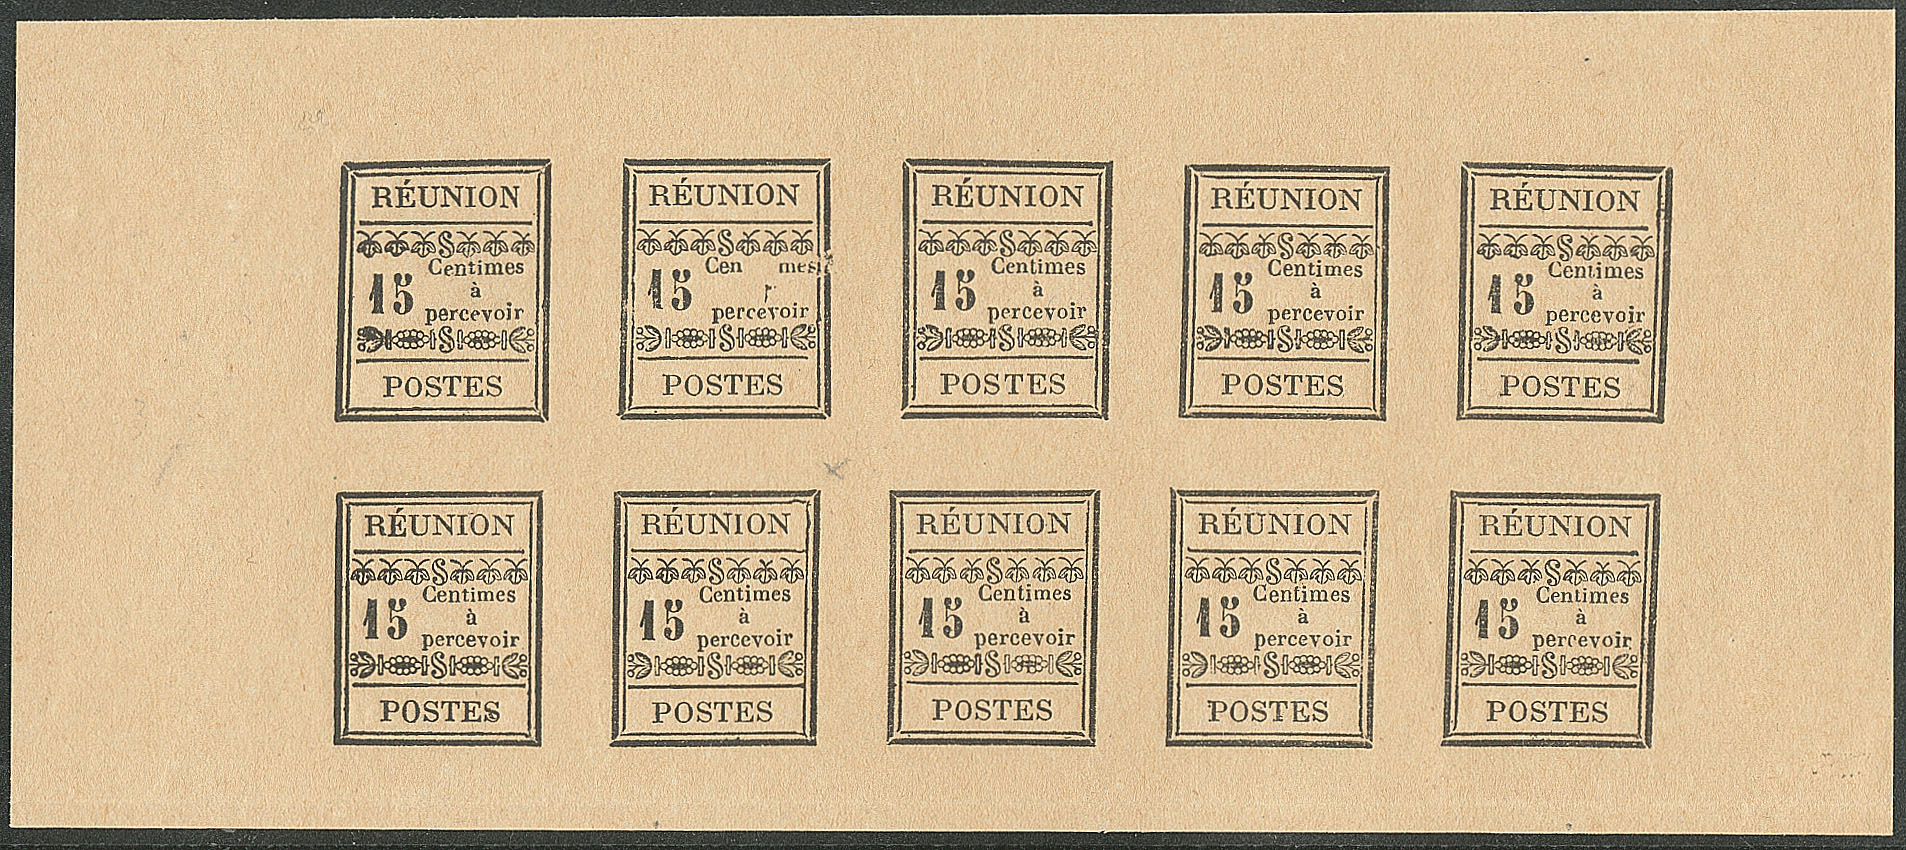 RÉUNION
Centimes
15 à
percevoir
POSTES
RÉUNION
Cen mes
15
percevoir
POSTES
RÉUNION
Centimes
15 à
percevoir
POSTES
RÉUNION
Centimes
15 à
percevoir
POSTES
RÉUNION
Centimes
15 à
percevoir
POSTES
RÉUNION
Centimes
15 à
percevoir
POSTES
RÉUNION
Centimes
15 à
percevoir
POSTES
RÉUNION
Centimes
15 à
percevoir
POSTES
RÉUNION
Centimes
15 à
percevoir
POSTES
RÉUNION
Centimes
15 à
percevoir
POSTES